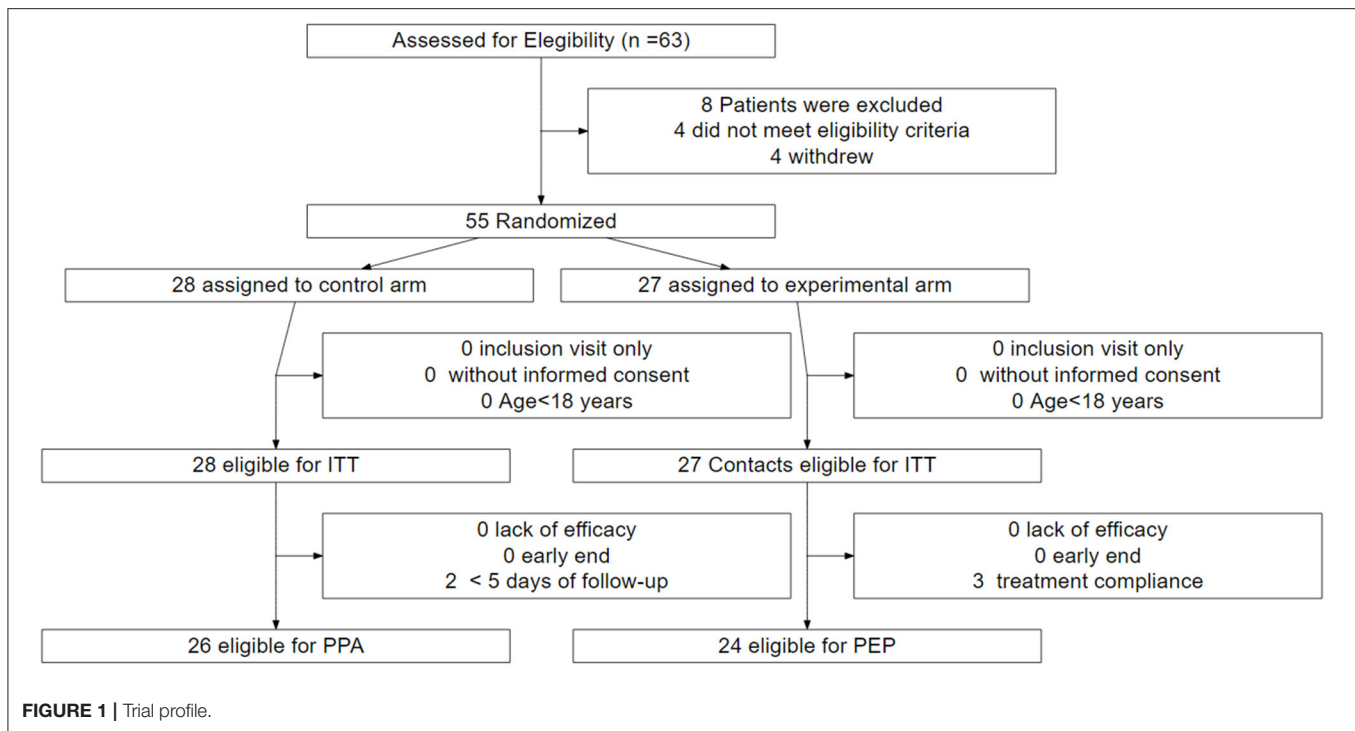 Assessed for Elegibility (n =63)
8 Patients were excluded
4 did not meet eligibility criteria
4 withdrew
55 Randomized
28 assigned to control arm
27 assigned to experimental arm
0 inclusion visit only
0 without informed consent
0 Age<18 years
0 inclusion visit only
0 without informed consent
0 Age<18 years
28 eligible for ITT
27 Contacts eligible for ITT
0 lack of efficacy
0 early end
2 < 5 days of follow-up
0 lack of efficacy
0 early end
3 treatment compliance
26 eligible for PPA
24 eligible for PEP
FIGURE 1 | Trial profile.